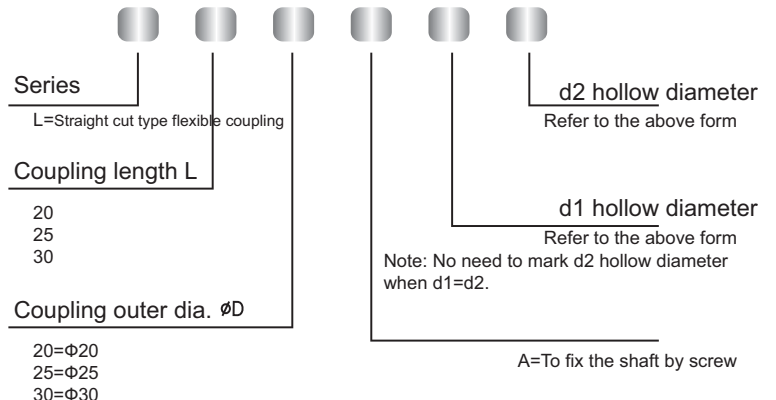 Series
L=Straight cut type flexible coupling
Coupling length L
20
25
30
Coupling outer dia. ØD
20=Φ20
25=Φ25
30=Φ30
d2 hollow diameter
Refer to the above form
d1 hollow diameter
Refer to the above form
Note: No need to mark d2 hollow diameter
when d1=d2.
A=To fix the shaft by screw